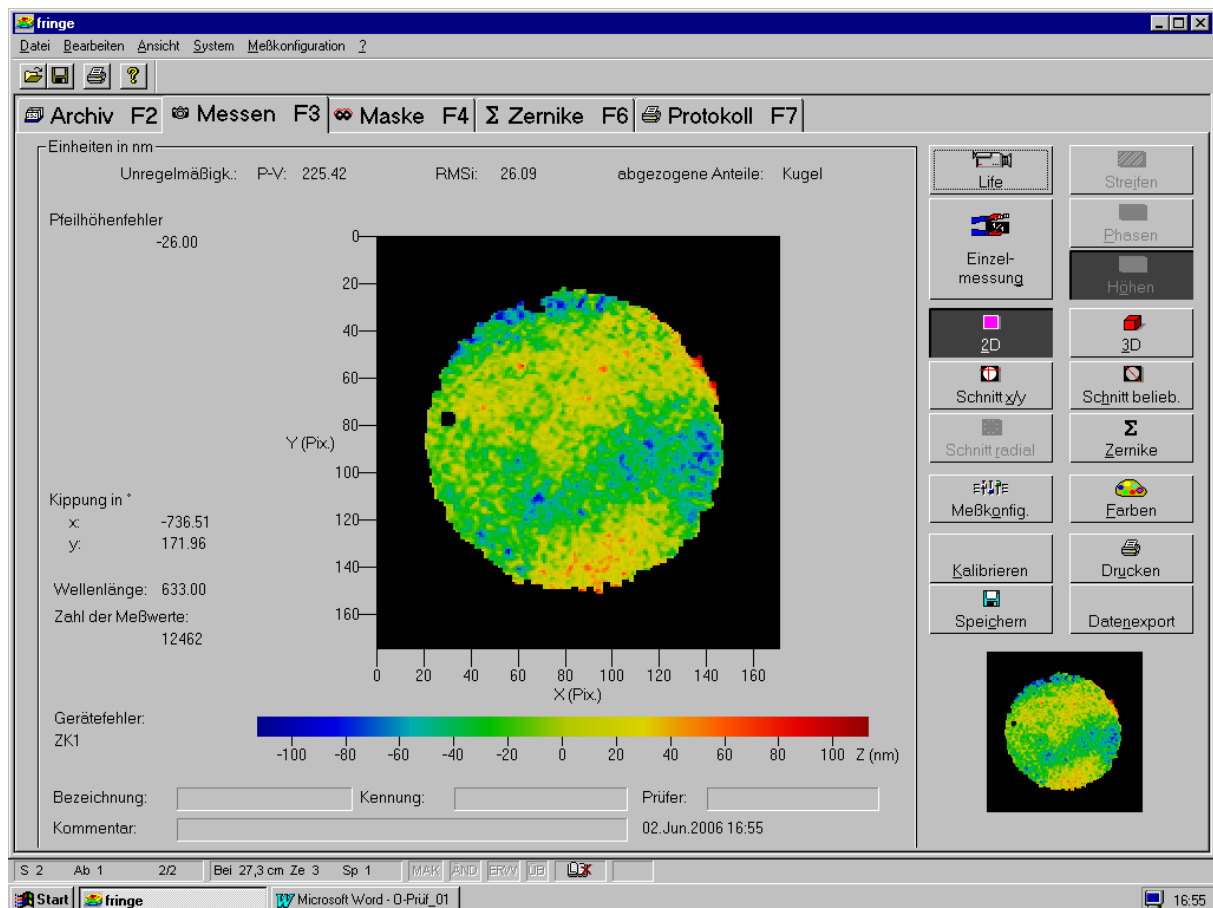 fringe
Datei Bearbeiten Ansicht System Meßkonfiguration ?
Archiv F2 Messen F3 Maske F4 Σ Zernike F6 Protokoll F7
Einheiten in nm
Unregelmäßigk.: P-V: 225.42 RMSi: 26.09 abgezogene Anteile: Kugel
Pfeilhöhenfehler
-26.00
0
20
40
60
80
100
120
140
160
Y (Pix.)
Kippung in °
x: -736.51
y: 171.96
Wellenlänge: 633.00
Zahl der Meßwerte:
12462
0 20 40 60 80 100 120 140 160
X (Pix.)
Gerätefehler:
ZK1
-100 -80 -60 -40 -20 0 20 40 60 80 100 Z (nm)
Bezeichnung: Kennung: Prüfer:
Kommentar: 02.Jun.2006 16:55
Life Streifen
Phasen
Einzel-
messung
Höhen
2D 3D
Schnitt x/y Schnitt belieb.
Schnitt radial Σ Zernike
Meßkonfig. Farben
Kalibrieren Drucken
Speichern Datenexport
S 2 Ab 1 2/2 Bei 27,3 cm Ze 3 Sp 1 MAK ÄND ERW ÜB
Start fringe Microsoft Word - O-Prüf_01 16:55